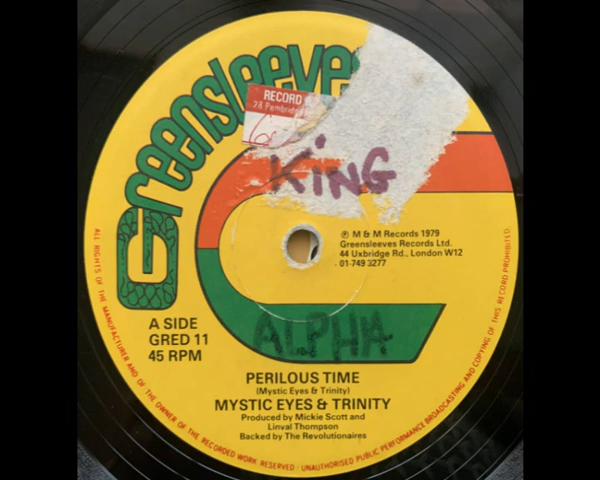 Greensleeves
RECORD
28 Pembridge
KING
℗ M & M Records 1979
Greensleeves Records Ltd.
44 Uxbridge Rd., London W12
01-749 3277
A SIDE
GRED 11
45 RPM
ALPHA
PERILOUS TIME
(Mystic Eyes & Trinity)
MYSTIC EYES & TRINITY
Produced by Mickie Scott and
Linval Thompson
Backed by The Revolutionaires
ALL RIGHTS OF THE MANUFACTURER AND OF THE OWNER OF THE RECORDED WORK RESERVED · UNAUTHORISED PUBLIC PERFORMANCE BROADCASTING AND COPYING OF THIS RECORD PROHIBITED.